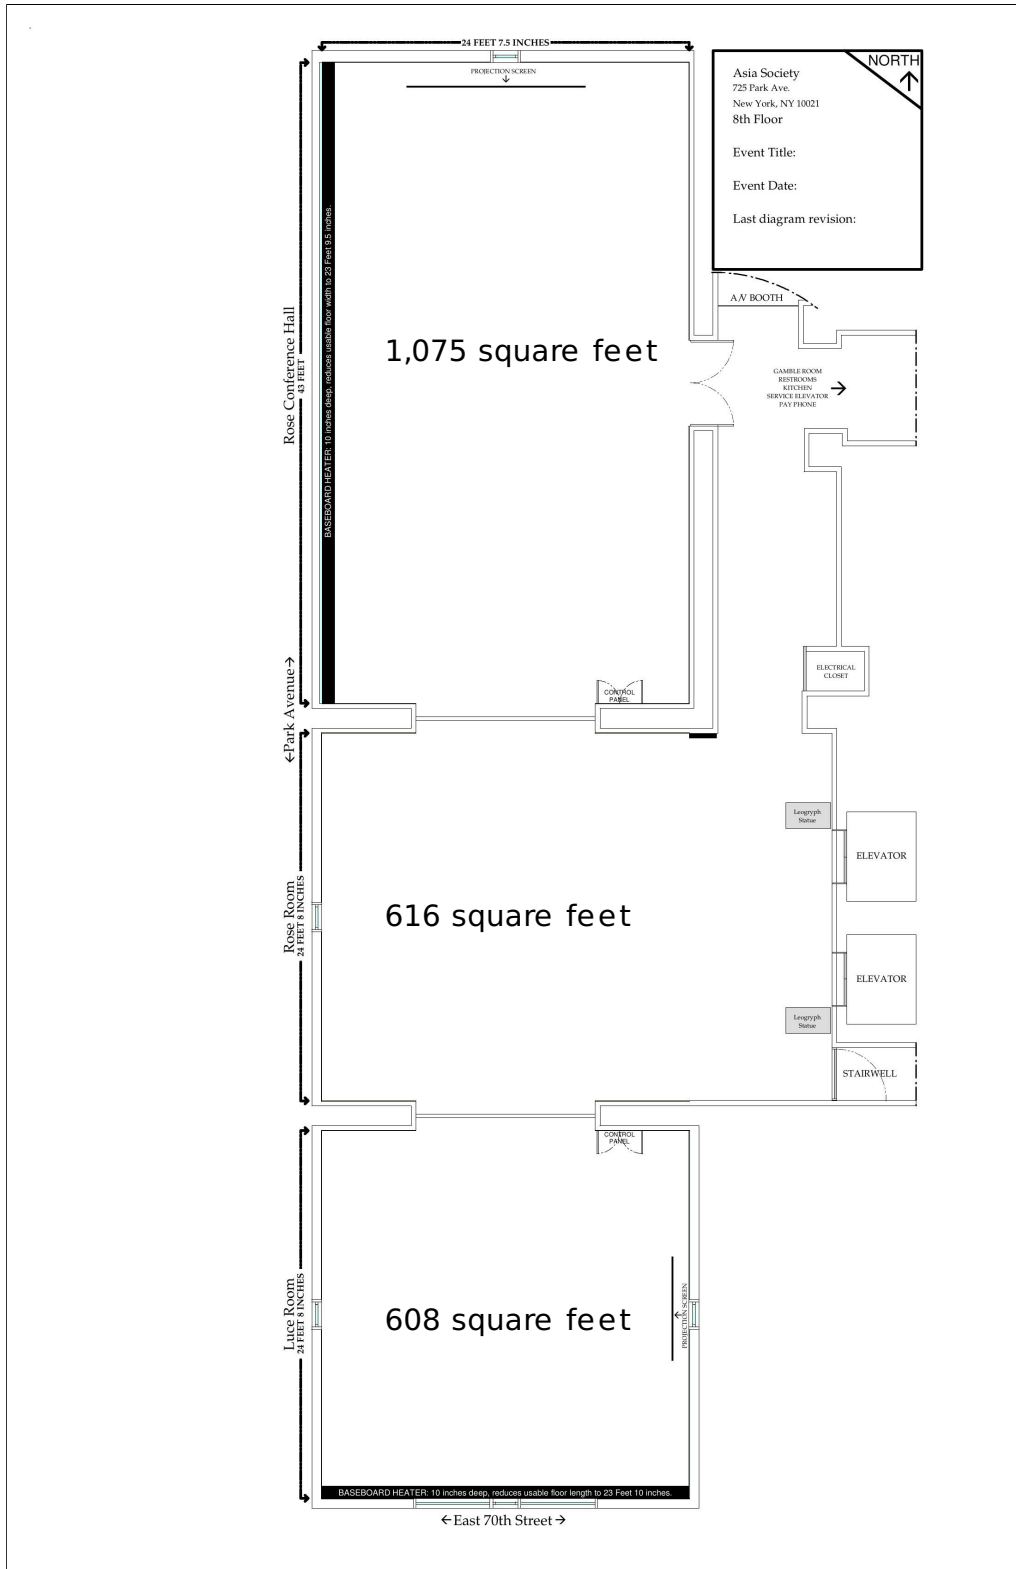 24 FEET 7.5 INCHES
PROJECTION SCREEN
↓
NORTH
↑
Asia Society
725 Park Ave.
New York, NY 10021
8th Floor
Event Title:
Event Date:
Last diagram revision:
A/V BOOTH
Rose Conference Hall
43 FEET
BASEBOARD HEATER: 10 inches deep, reduces usable floor width to 23 Feet 9.5 inches.
1,075 square feet
GAMBLE ROOM
RESTROOMS
KITCHEN
SERVICE ELEVATOR
PAY PHONE
→
CONTROL
PANEL
ELECTRICAL
CLOSET
←Park Avenue→
Rose Room
24 FEET 8 INCHES
616 square feet
Leogryph
Statue
ELEVATOR
ELEVATOR
Leogryph
Statue
STAIRWELL
CONTROL
PANEL
Luce Room
24 FEET 8 INCHES
608 square feet
PROJECTION SCREEN
←
BASEBOARD HEATER: 10 inches deep, reduces usable floor length to 23 Feet 10 inches.
←East 70th Street→